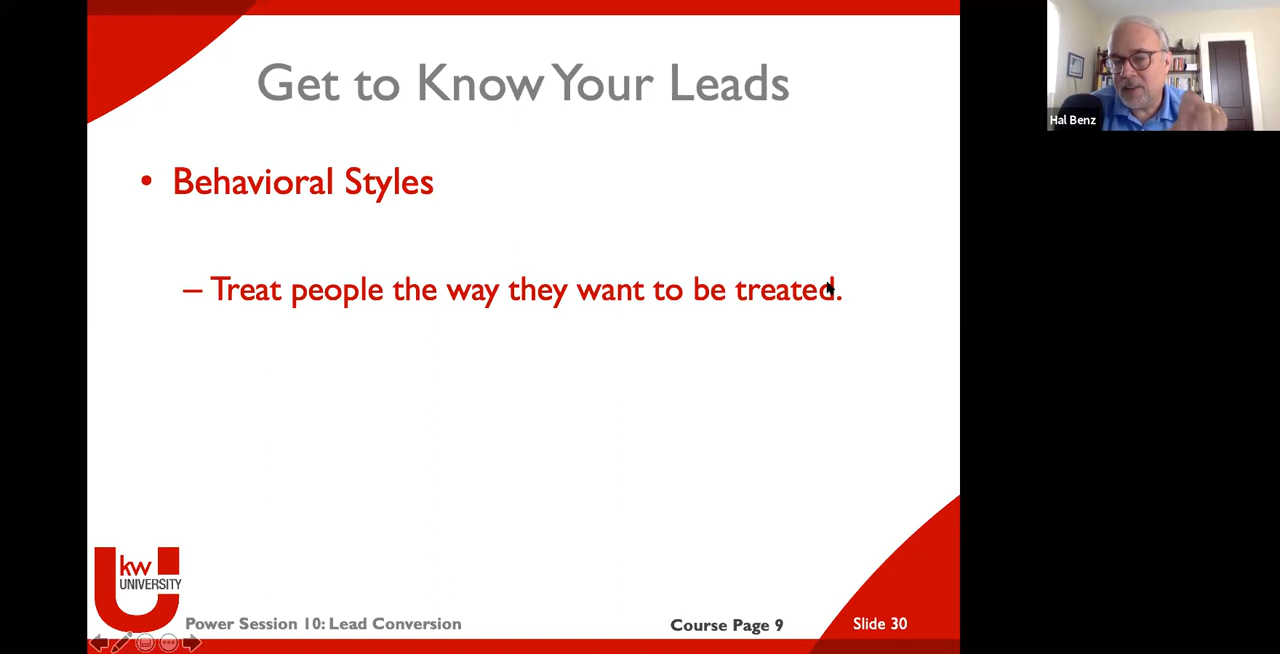 Get to Know Your Leads
Hal Benz
• Behavioral Styles
– Treat people the way they want to be treated.
kw
UNIVERSITY
Power Session 10: Lead Conversion
Course Page 9
Slide 30